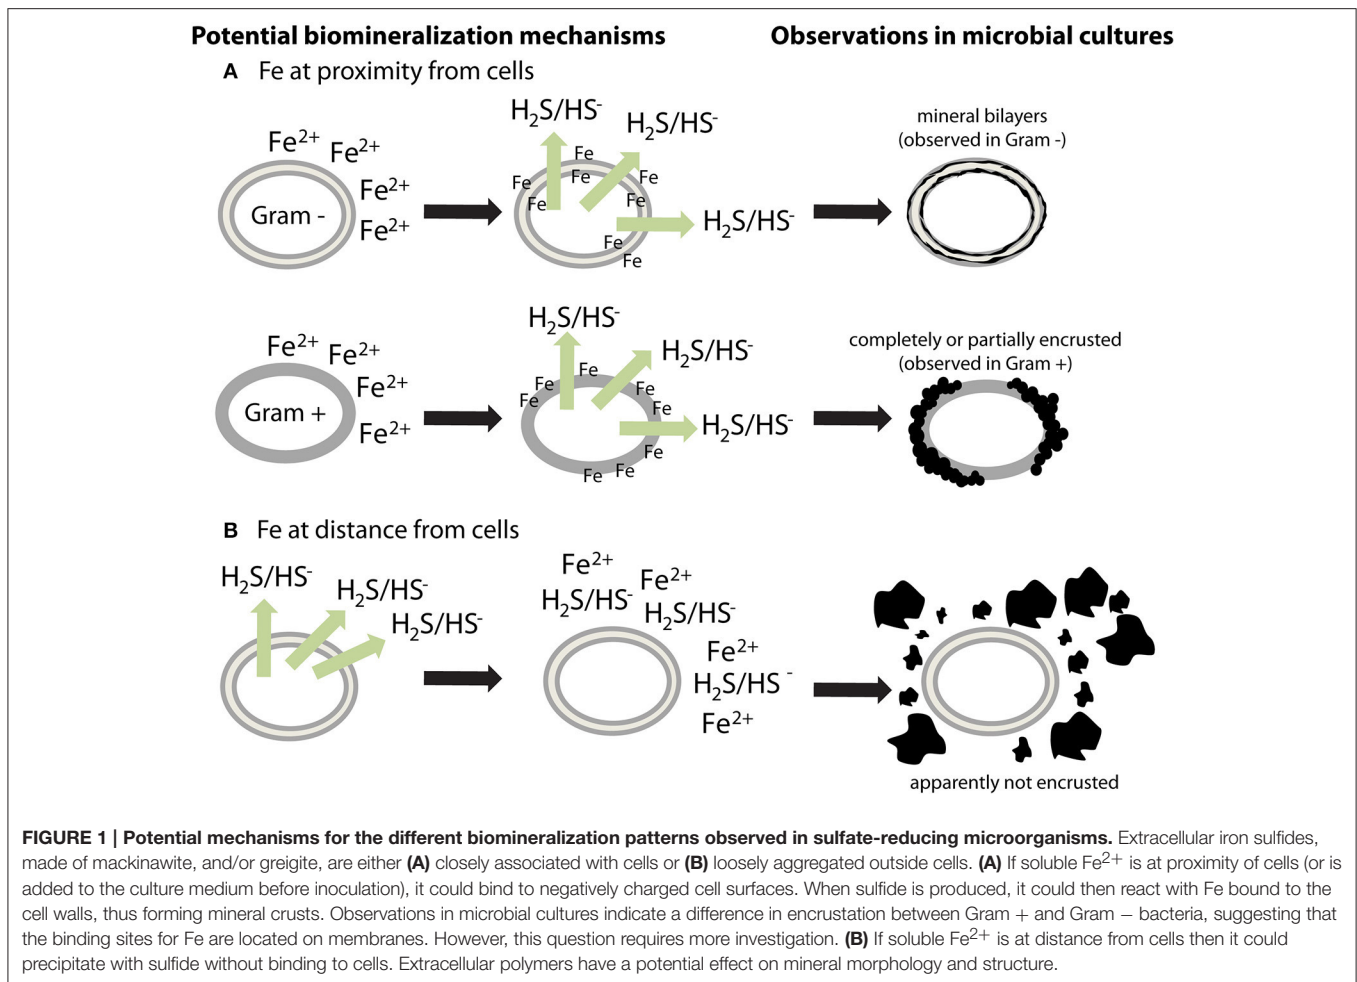 Potential biomineralization mechanisms
Observations in microbial cultures
A Fe at proximity from cells
Fe2+
Fe2+
Fe2+
Fe2+
Gram -
H2S/HS-
H2S/HS-
H2S/HS-
Fe
Fe
Fe
Fe
Fe
Fe
Fe
Fe
mineral bilayers
(observed in Gram -)
Fe2+
Fe2+
Fe2+
Fe2+
Gram +
H2S/HS-
H2S/HS-
H2S/HS-
Fe
Fe
Fe
Fe
Fe
Fe
Fe
Fe
completely or partially encrusted
(observed in Gram +)
B Fe at distance from cells
H2S/HS-
H2S/HS-
H2S/HS-
Fe2+
Fe2+
H2S/HS-
H2S/HS-
Fe2+
H2S/HS -
Fe2+
apparently not encrusted
FIGURE 1 | Potential mechanisms for the different biomineralization patterns observed in sulfate-reducing microorganisms. Extracellular iron sulfides,
made of mackinawite, and/or greigite, are either (A) closely associated with cells or (B) loosely aggregated outside cells. (A) If soluble Fe2+ is at proximity of cells (or is
added to the culture medium before inoculation), it could bind to negatively charged cell surfaces. When sulfide is produced, it could then react with Fe bound to the
cell walls, thus forming mineral crusts. Observations in microbial cultures indicate a difference in encrustation between Gram + and Gram − bacteria, suggesting that
the binding sites for Fe are located on membranes. However, this question requires more investigation. (B) If soluble Fe2+ is at distance from cells then it could
precipitate with sulfide without binding to cells. Extracellular polymers have a potential effect on mineral morphology and structure.